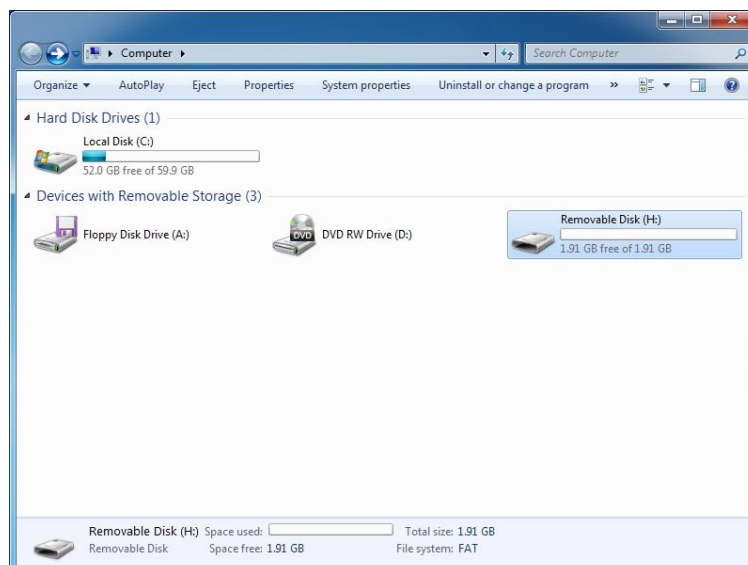 Computer
Search Computer
Organize AutoPlay Eject Properties System properties Uninstall or change a program »
Hard Disk Drives (1)
Local Disk (C:)
52.0 GB free of 59.9 GB
Devices with Removable Storage (3)
Floppy Disk Drive (A:)
DVD
DVD RW Drive (D:)
Removable Disk (H:)
1.91 GB free of 1.91 GB
Removable Disk (H:) Space used: Total size: 1.91 GB
Removable Disk Space free: 1.91 GB File system: FAT